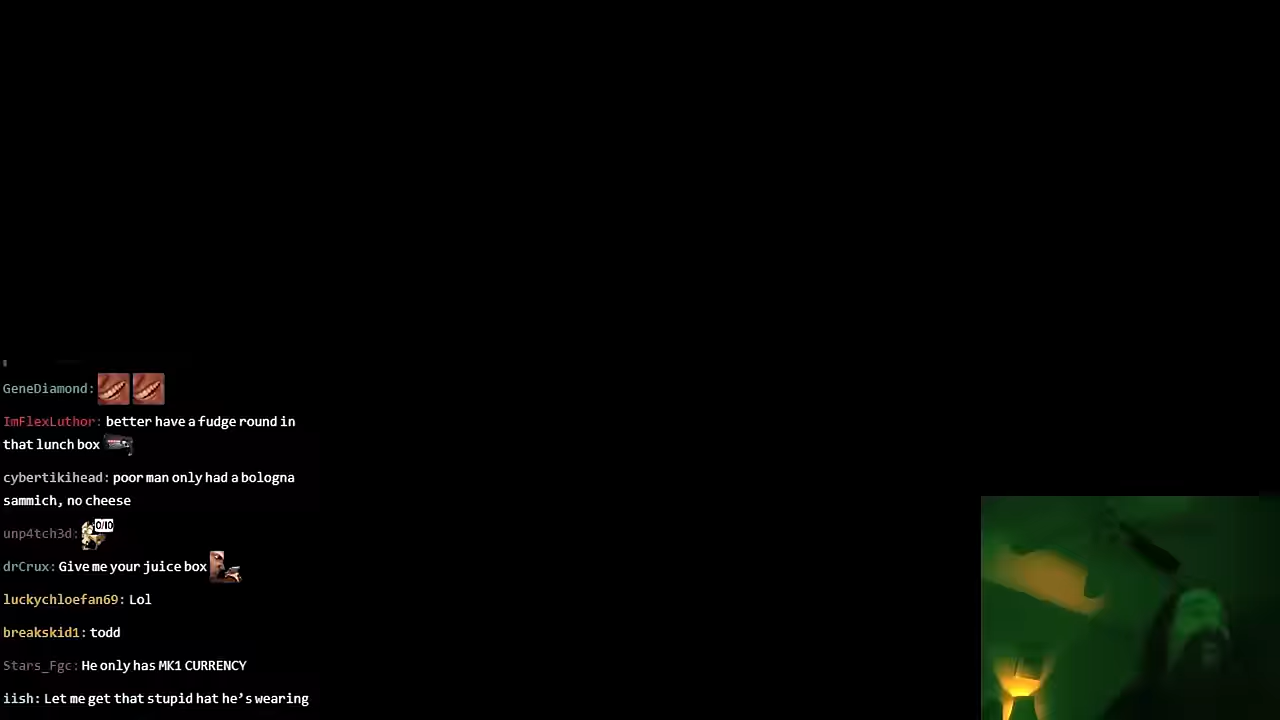 GeneDiamond:
ImFlexLuthor: better have a fudge round in
that lunch box
cybertikihead: poor man only had a bologna
sammich, no cheese
unp4tch3d: 0/10
drCrux: Give me your juice box
luckychloefan69: Lol
breakskid1: todd
Stars_Fgc: He only has MK1 CURRENCY
iish: Let me get that stupid hat he’s wearing